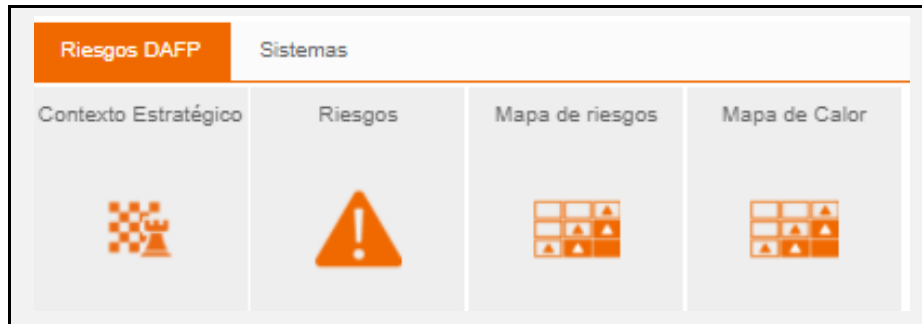 Riesgos DAFP Sistemas
Contexto Estratégico Riesgos Mapa de riesgos Mapa de Calor